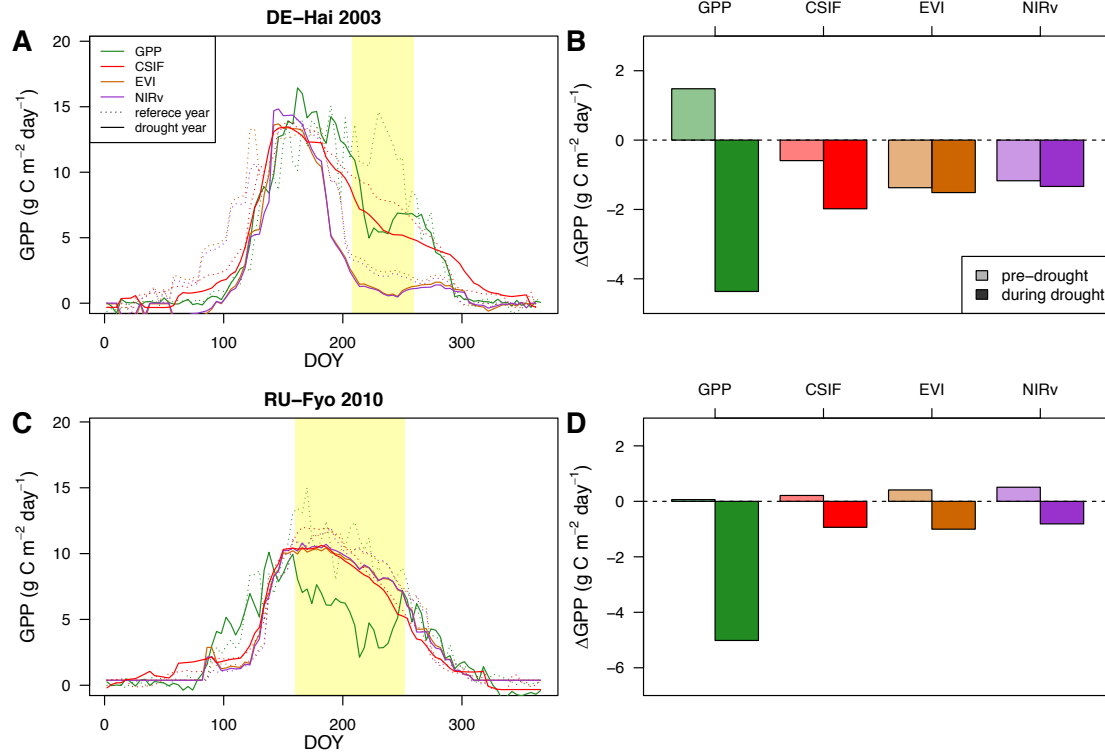 DE−Hai 2003
A
20
15
10
5
0
GPP (g C m−2 day−1)
GPP
CSIF
EVI
NIRv
referece year
drought year
0 100 200 300
DOY
GPP CSIF EVI NIRv
B
2
0
−2
−4
ΔGPP (g C m−2 day−1)
pre−drought
during drought
RU−Fyo 2010
C
20
15
10
5
0
GPP (g C m−2 day−1)
0 100 200 300
DOY
GPP CSIF EVI NIRv
D
2
0
−2
−4
−6
ΔGPP (g C m−2 day−1)